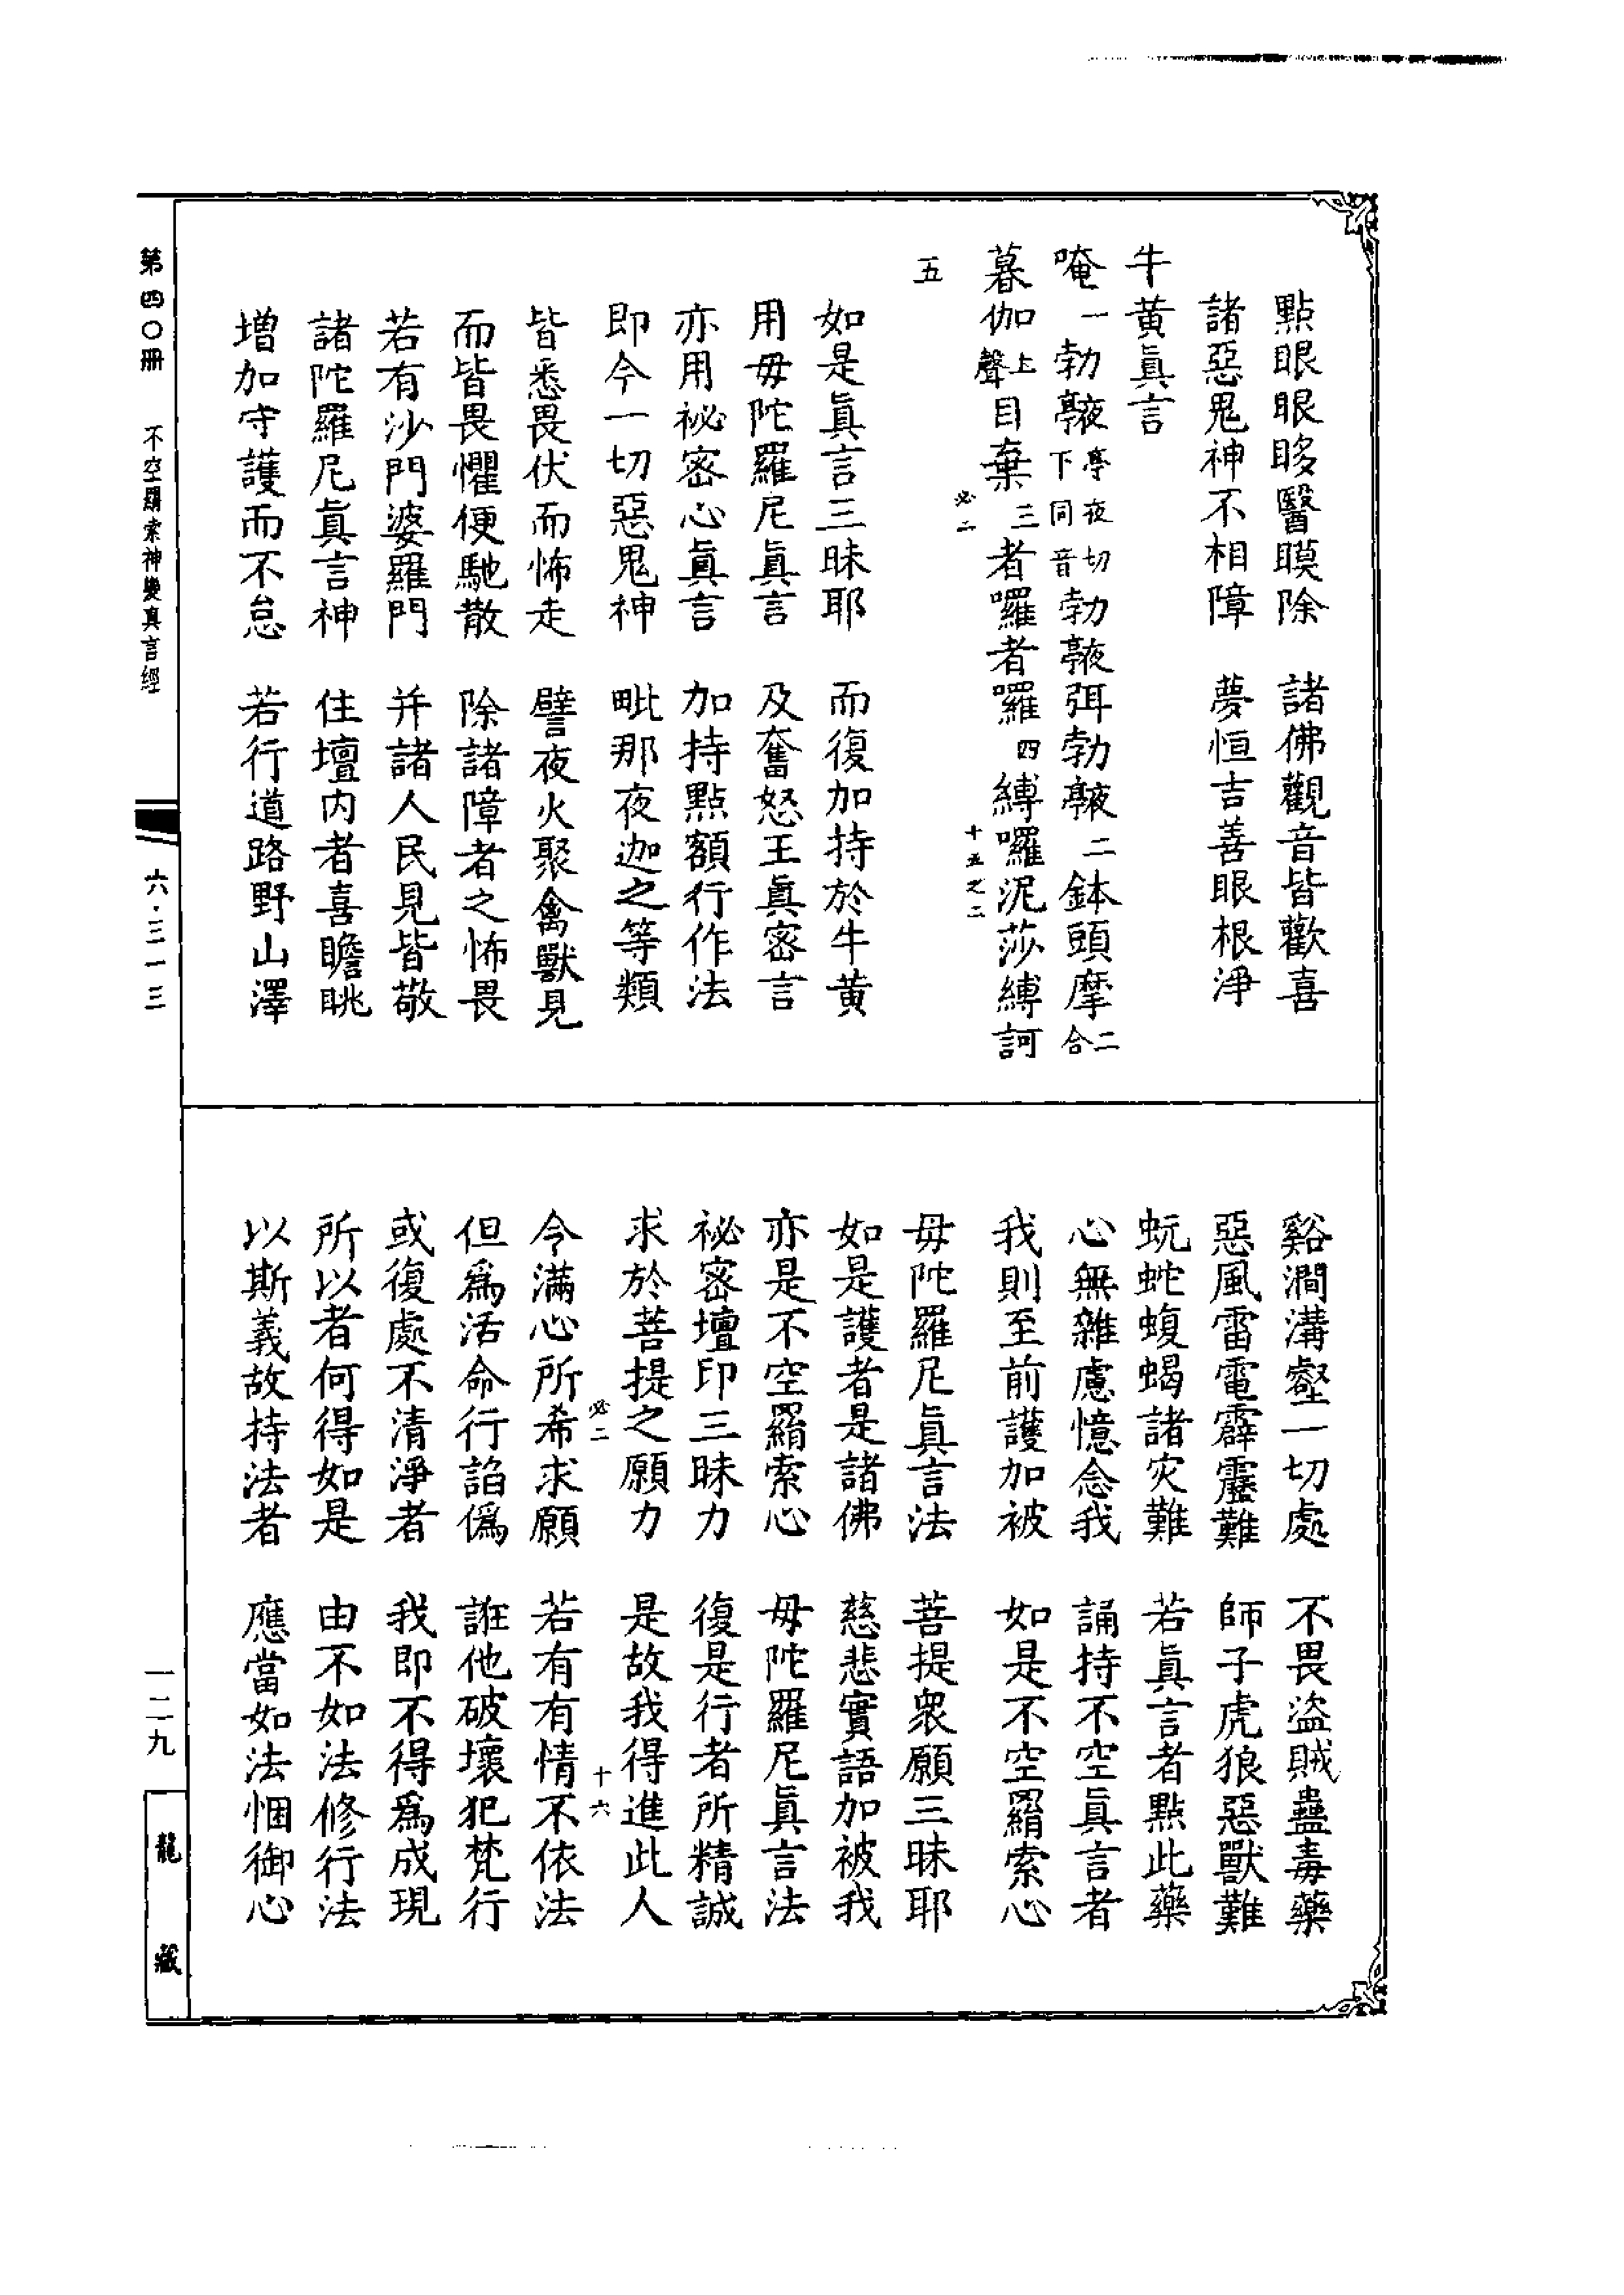 點眼眼眵醫瞙除　諸佛觀音皆歡喜
諸惡鬼神不相障　夢恒吉善眼根淨
牛黃眞言
唵一勃𡖐亭夜切下同音勃𡖐弭勃𡖐二鉢頭摩二合
暮伽上聲目棄三者囉者囉四縛囉泥莎縛訶
五
必二
十五之二
如是眞言三昧耶　而復加持於牛黃
用毋陀羅尼眞言　及奮怒王眞密言
亦用祕密心眞言　加持點額行作法
即今一切惡鬼神　毗那夜迦之等類
皆悉畏伏而怖走　譬夜火聚禽獸見
而皆畏懼便馳散　除諸障者之怖畏
若有沙門婆羅門　并諸人民見皆敬
諸陀羅尼眞言神　住壇內者喜瞻眺
增加守護而不怠　若行道路野山澤
谿澗溝壑一切處　不畏盜賊蠱毒藥
惡風雷電霹靂難　師子虎狼惡獸難
蚖蛇蝮蝎諸灾難　若眞言者點此藥
心無雜慮憶念我　誦持不空眞言者
我則至前護加被　如是不空羂索心
毋陀羅尼眞言法　菩提衆願三昧耶
如是護者是諸佛　慈悲實語加被我
亦是不空羂索心　毋陀羅尼眞言法
祕密壇印三昧力　復是行者所精誠
求於菩提之願力　是故我得進此人
必二
十六
令滿心所希求願　若有有情不依法
但爲活命行諂僞　誑他破壞犯梵行
或復處不清淨者　我即不得爲成現
所以者何得如是　由不如法修行法
以斯義故持法者　應當如法悃御心
第四〇册　不空羂索神變真言經
六·三一三
一二九
龍藏